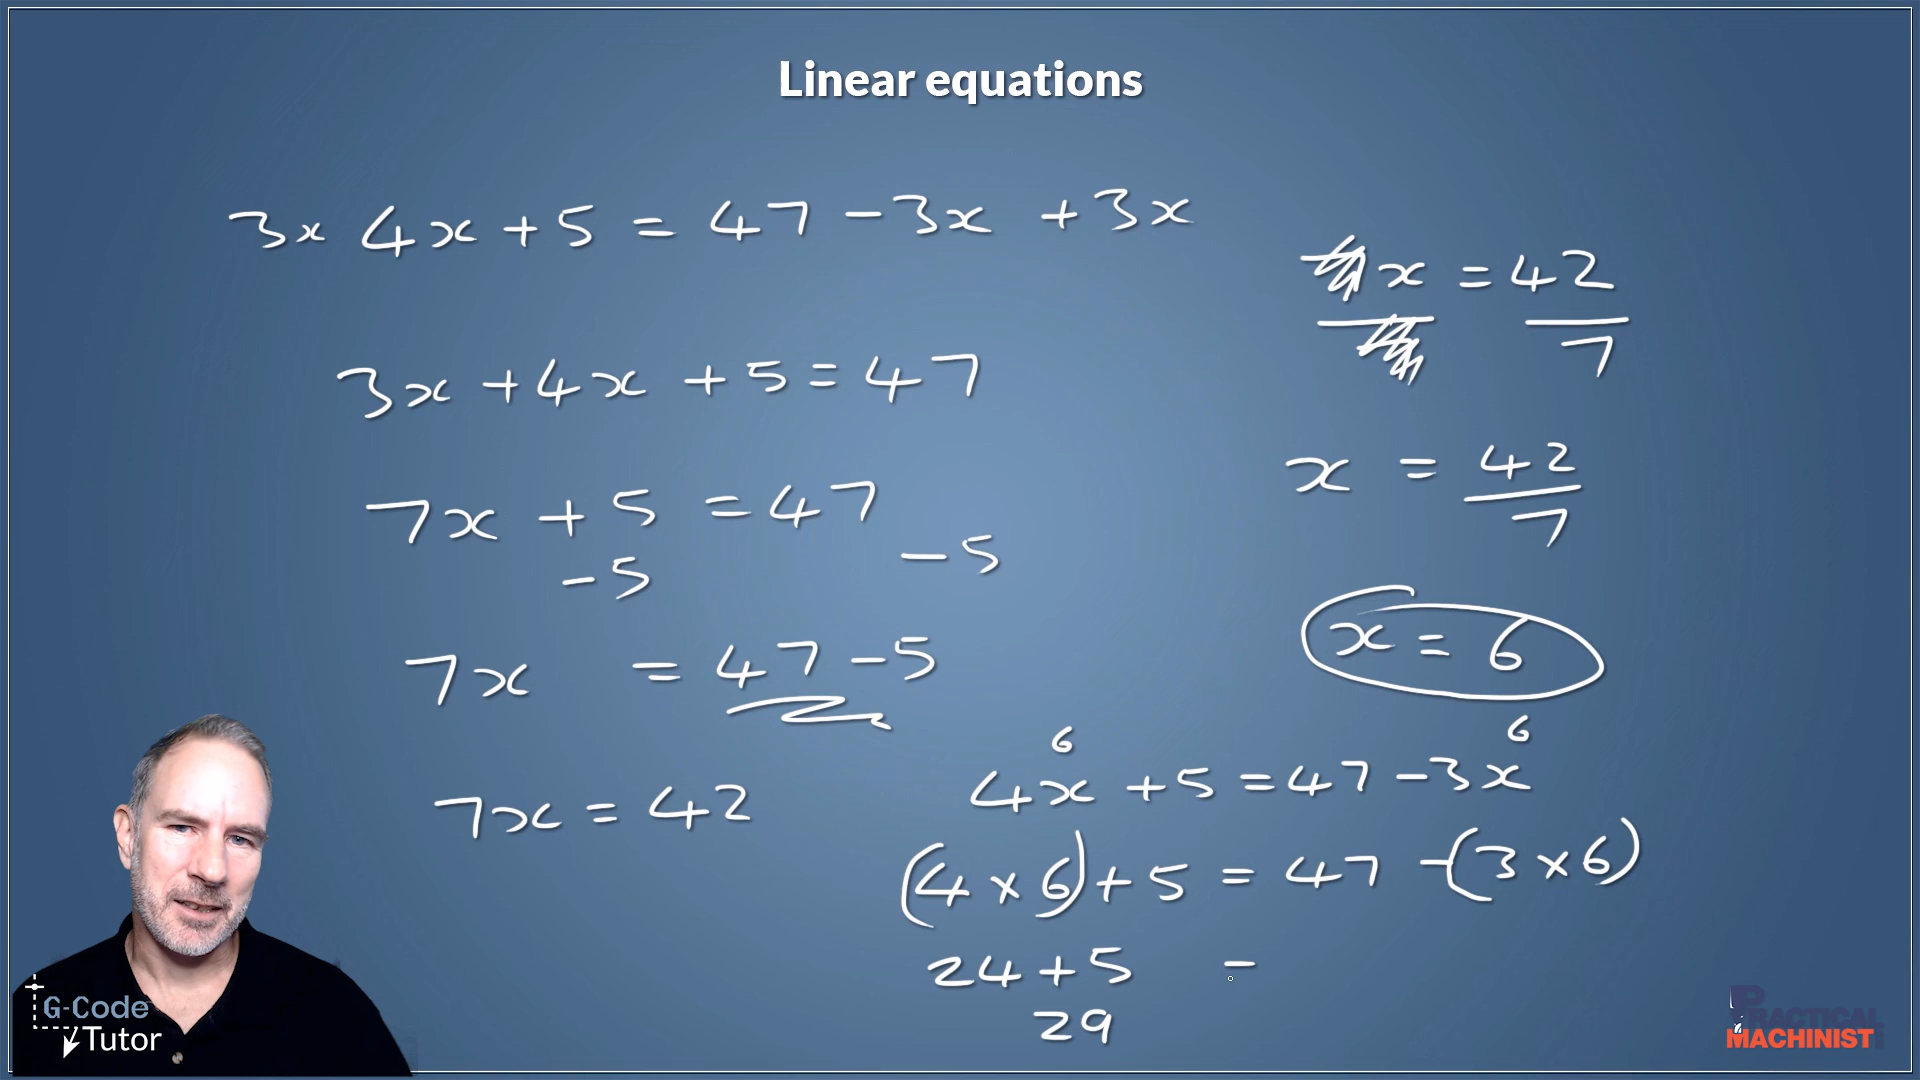 Linear equations
3x 4x + 5 = 47 - 3x + 3x
3x + 4x + 5 = 47
7x + 5 = 47
-5 -5
7x = 47 - 5
7x = 42
x = 42
7
x = 42
7
x = 6
6 6
4x + 5 = 47 - 3x
(4 x 6) + 5 = 47 - (3 x 6)
24 + 5 =
29
G-Code
Tutor
PRACTICAL
MACHINIST